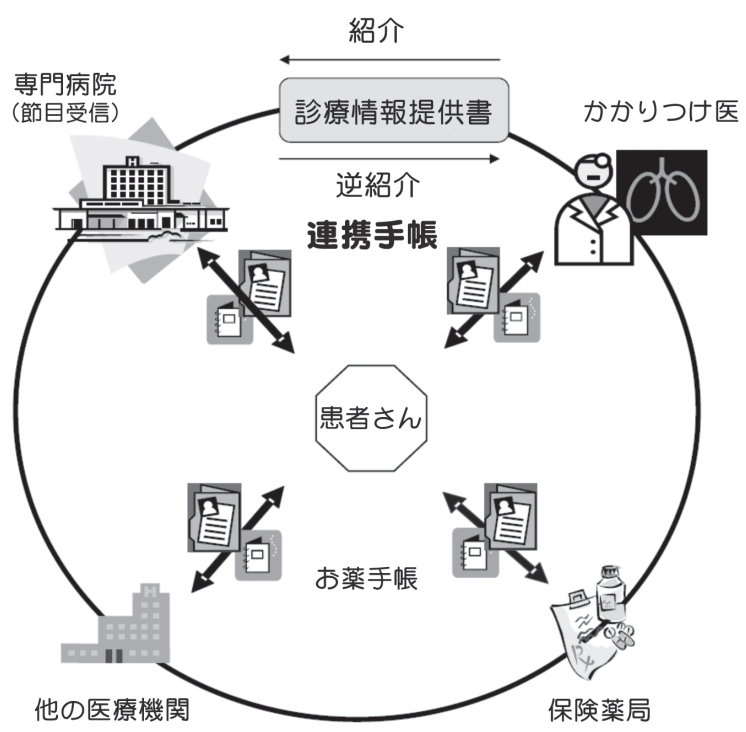 紹介
専門病院
（節目受信）
診療情報提供書
かかりつけ医
逆紹介
連携手帳
患者さん
お薬手帳
他の医療機関
保険薬局
H
H